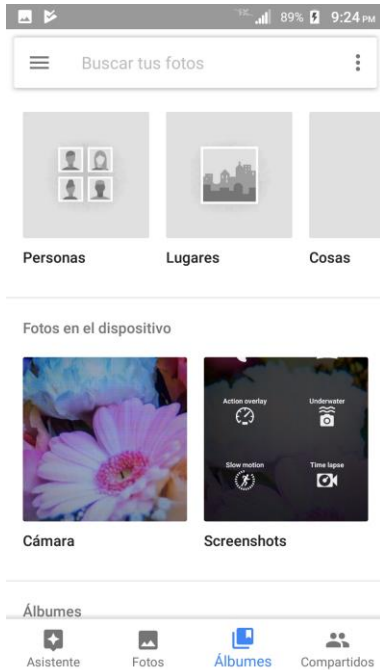 89% 9:24 PM
Buscar tus fotos
Personas Lugares Cosas
Fotos en el dispositivo
Action overlay Underwater
Slow motion Time lapse
Cámara Screenshots
Álbumes
Asistente Fotos Álbumes Compartidos